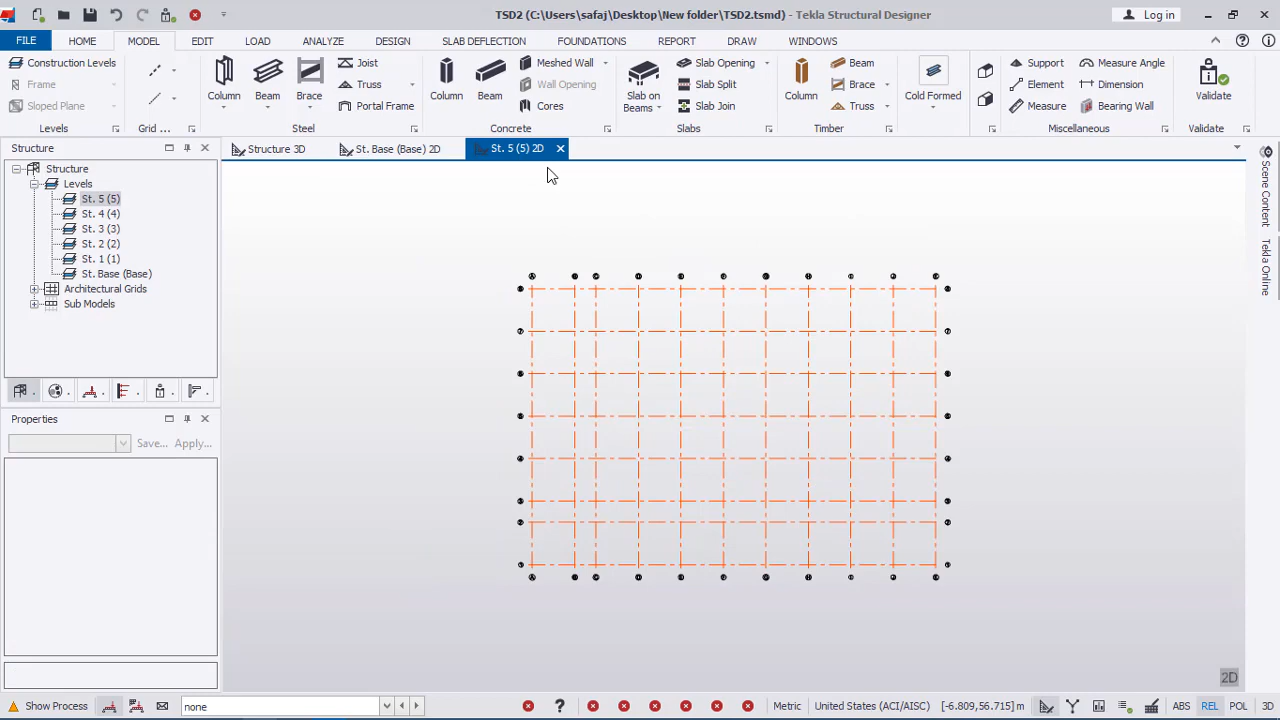 TSD2 (C:\Users\safaj\Desktop\New folder\TSD2.tsmd) - Tekla Structural Designer
Log in
FILE
HOME
MODEL
EDIT
LOAD
ANALYZE
DESIGN
SLAB DEFLECTION
FOUNDATIONS
REPORT
DRAW
WINDOWS
Construction Levels
Frame
Sloped Plane
Levels
Grid ...
Column
Beam
Brace
Joist
Truss
Portal Frame
Steel
Column
Beam
Meshed Wall
Wall Opening
Cores
Concrete
Slab on Beams
Slab Opening
Slab Split
Slab Join
Slabs
Column
Beam
Brace
Truss
Timber
Cold Formed
Support
Element
Measure
Measure Angle
Dimension
Bearing Wall
Miscellaneous
Validate
Validate
Structure
Structure
Levels
St. 5 (5)
St. 4 (4)
St. 3 (3)
St. 2 (2)
St. 1 (1)
St. Base (Base)
Architectural Grids
Sub Models
Structure 3D
St. Base (Base) 2D
St. 5 (5) 2D
Scene Content
Tekla Online
Properties
Save...
Apply...
2D
Show Process
none
Metric
United States (ACI/AISC)
[-6.809,56.715] m
ABS
REL
POL
3D